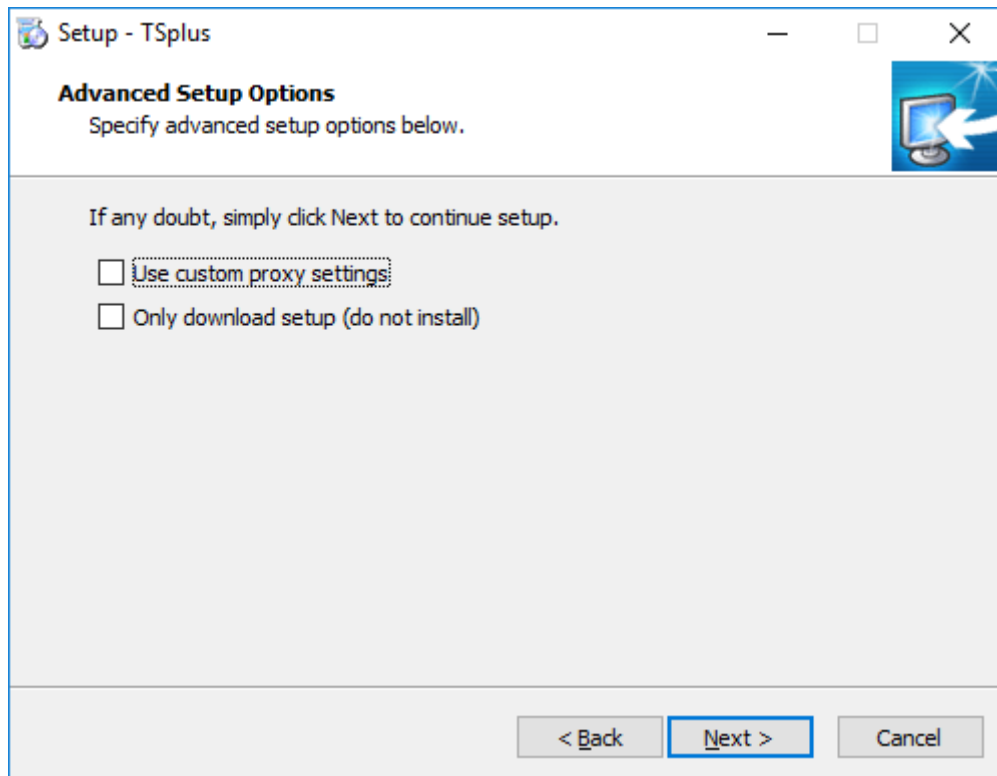 Setup - TSplus
Advanced Setup Options
Specify advanced setup options below.
If any doubt, simply click Next to continue setup.
Use custom proxy settings
Only download setup (do not install)
< Back Next > Cancel